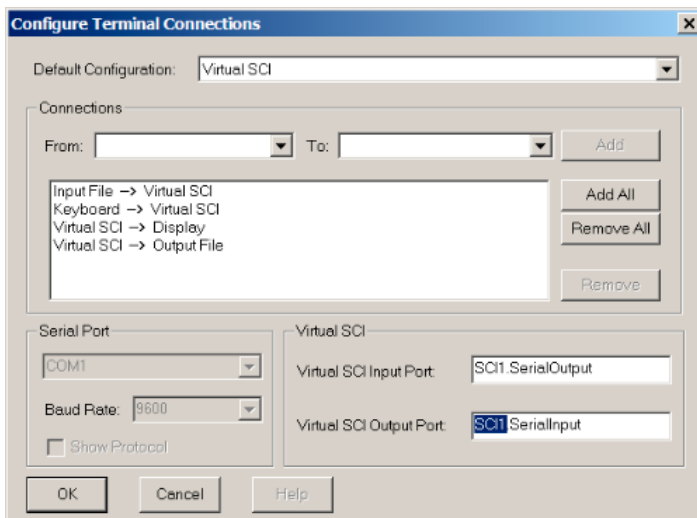 Configure Terminal Connections
Default Configuration: Virtual SCI
Connections
From: To: Add
Input File -> Virtual SCI
Keyboard -> Virtual SCI
Virtual SCI -> Display
Virtual SCI -> Output File
Add All
Remove All
Remove
Serial Port
COM1
Baud Rate: 9600
Show Protocol
Virtual SCI
Virtual SCI Input Port: SCI1.SerialOutput
Virtual SCI Output Port: SCI1.SerialInput
OK Cancel Help